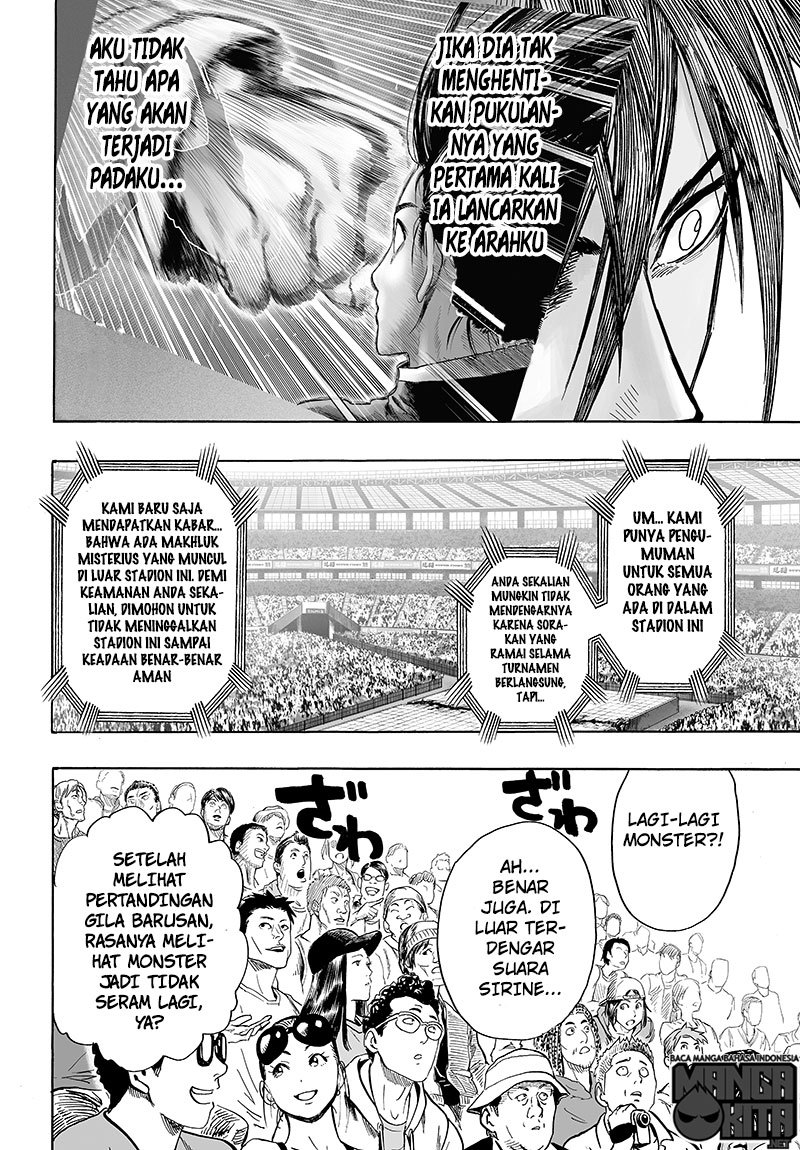 JIKA DIA TAK
MENGHENTI-
KAN PUKULAN-
NYA YANG
PERTAMA KALI
IA LANCARKAN
KE ARAHKU
AKU TIDAK
TAHU APA
YANG AKAN
TERJADI
PADAKU...
UM... KAMI
PUNYA PENGU-
MUMAN
UNTUK SEMUA
ORANG YANG
ADA DI DALAM
STADION INI
ANDA SEKALIAN
MUNGKIN TIDAK
MENDENGARNYA
KARENA SORA-
KAN YANG
RAMAI SELAMA
TURNAMEN
BERLANGSUNG,
TAPI...
KAMI BARU SAJA
MENDAPATKAN KABAR...
BAHWA ADA MAKHLUK
MISTERIUS YANG MUNCUL
DI LUAR STADION INI. DEMI
KEAMANAN ANDA SEKA-
LIAN, DIMOHON UNTUK
TIDAK MENINGGALKAN
STADION INI SAMPAI
KEADAAN BENAR-BENAR
AMAN
LAGI-LAGI
MONSTER?!
ざわ
AH...
BENAR
JUGA. DI
LUAR TER-
DENGAR
SUARA
SIRINE...
ざわ
SETELAH
MELIHAT
PERTANDINGAN
GILA BARUSAN,
RASANYA MELI-
HAT MONSTER
JADI TIDAK
SERAM LAGI,
YA?
BACA MANGA BAHASA INDONESIA
MANGA
KITA
.NET